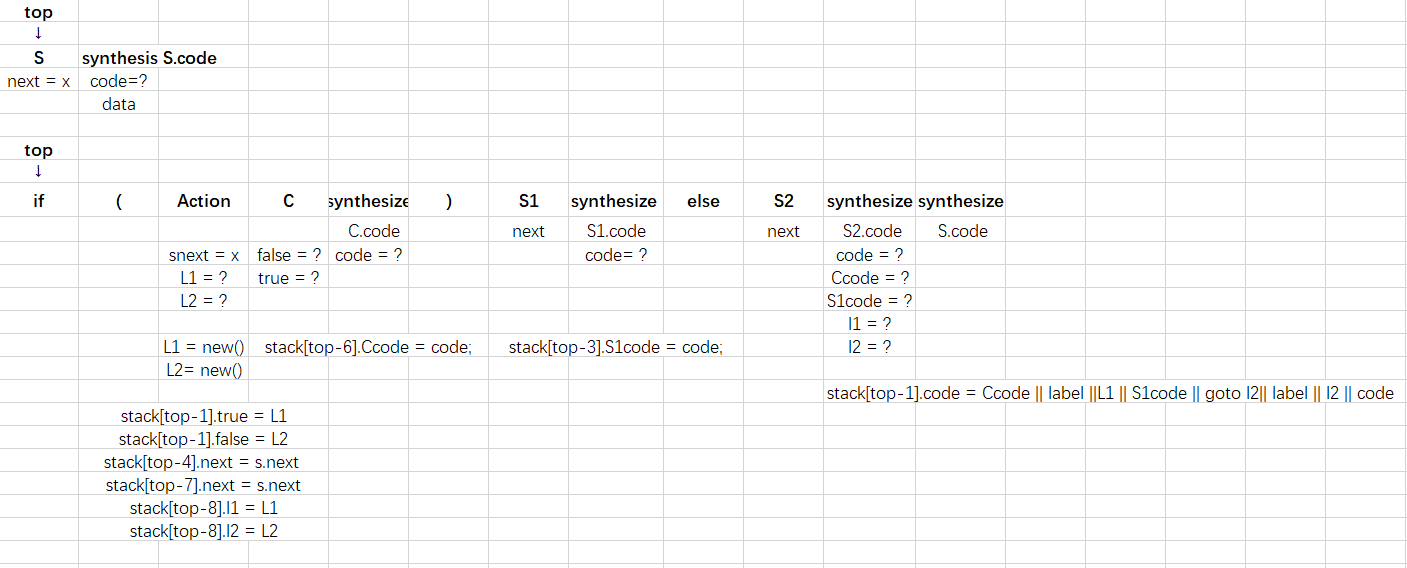 top
↓
S synthesis S.code
next = x code=?
data
top
↓
if ( Action C synthesize ) S1 synthesize else S2 synthesize synthesize
C.code next S1.code next S2.code S.code
snext = x false = ? code = ? code= ? code = ?
L1 = ? true = ? Ccode = ?
L2 = ? S1code = ?
l1 = ?
L1 = new() stack[top-6].Ccode = code; stack[top-3].S1code = code; l2 = ?
L2= new()
stack[top-1].code = Ccode || label ||L1 || S1code || goto l2|| label || l2 || code
stack[top-1].true = L1
stack[top-1].false = L2
stack[top-4].next = s.next
stack[top-7].next = s.next
stack[top-8].l1 = L1
stack[top-8].l2 = L2